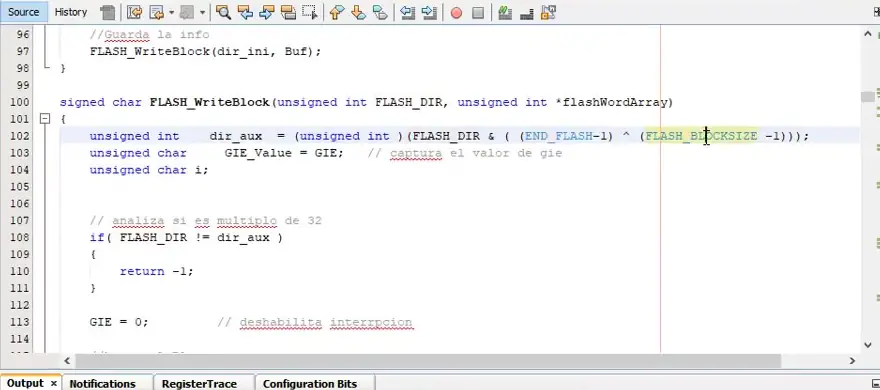 Source History
96 //Guarda la info
97 FLASH_WriteBlock(dir_ini, Buf);
98 }
99
100 signed char FLASH_WriteBlock(unsigned int FLASH_DIR, unsigned int *flashWordArray)
101 {
102 unsigned int dir_aux = (unsigned int )(FLASH_DIR & ( (END_FLASH-1) ^ (FLASH_BLOCKSIZE -1)));
103 unsigned char GIE_Value = GIE; // captura el valor de gie
104 unsigned char i;
105
106
107 // analiza si es multiplo de 32
108 if( FLASH_DIR != dir_aux )
109 {
110 return -1;
111 }
112
113 GIE = 0; // deshabilita interrpcion
114
Output × Notifications RegisterTrace Configuration Bits